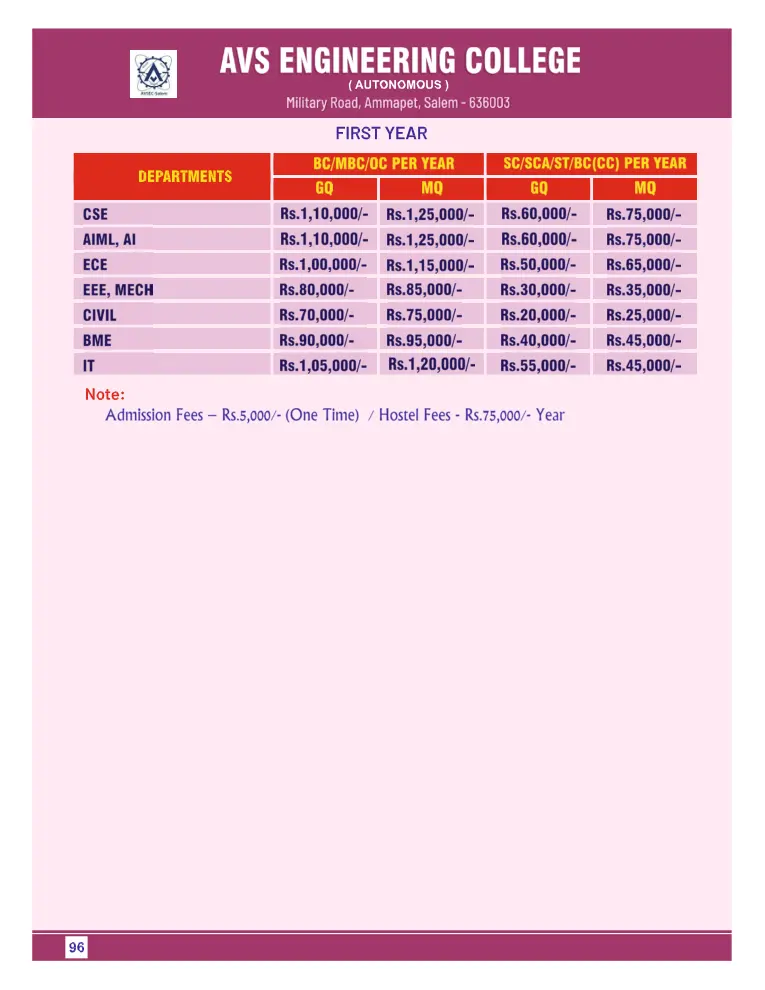 AVS ENGINEERING COLLEGE
( AUTONOMOUS )
Military Road, Ammapet, Salem - 636003
FIRST YEAR
DEPARTMENTS BC/MBC/OC PER YEAR SC/SCA/ST/BC(CC) PER YEAR
GQ MQ GQ MQ
CSE Rs.1,10,000/- Rs.1,25,000/- Rs.60,000/- Rs.75,000/-
AIML, AI Rs.1,10,000/- Rs.1,25,000/- Rs.60,000/- Rs.75,000/-
ECE Rs.1,00,000/- Rs.1,15,000/- Rs.50,000/- Rs.65,000/-
EEE, MECH Rs.80,000/- Rs.85,000/- Rs.30,000/- Rs.35,000/-
CIVIL Rs.70,000/- Rs.75,000/- Rs.20,000/- Rs.25,000/-
BME Rs.90,000/- Rs.95,000/- Rs.40,000/- Rs.45,000/-
IT Rs.1,05,000/- Rs.1,20,000/- Rs.55,000/- Rs.45,000/-
Note:
Admission Fees – Rs.5,000/- (One Time) / Hostel Fees - Rs.75,000/- Year
96